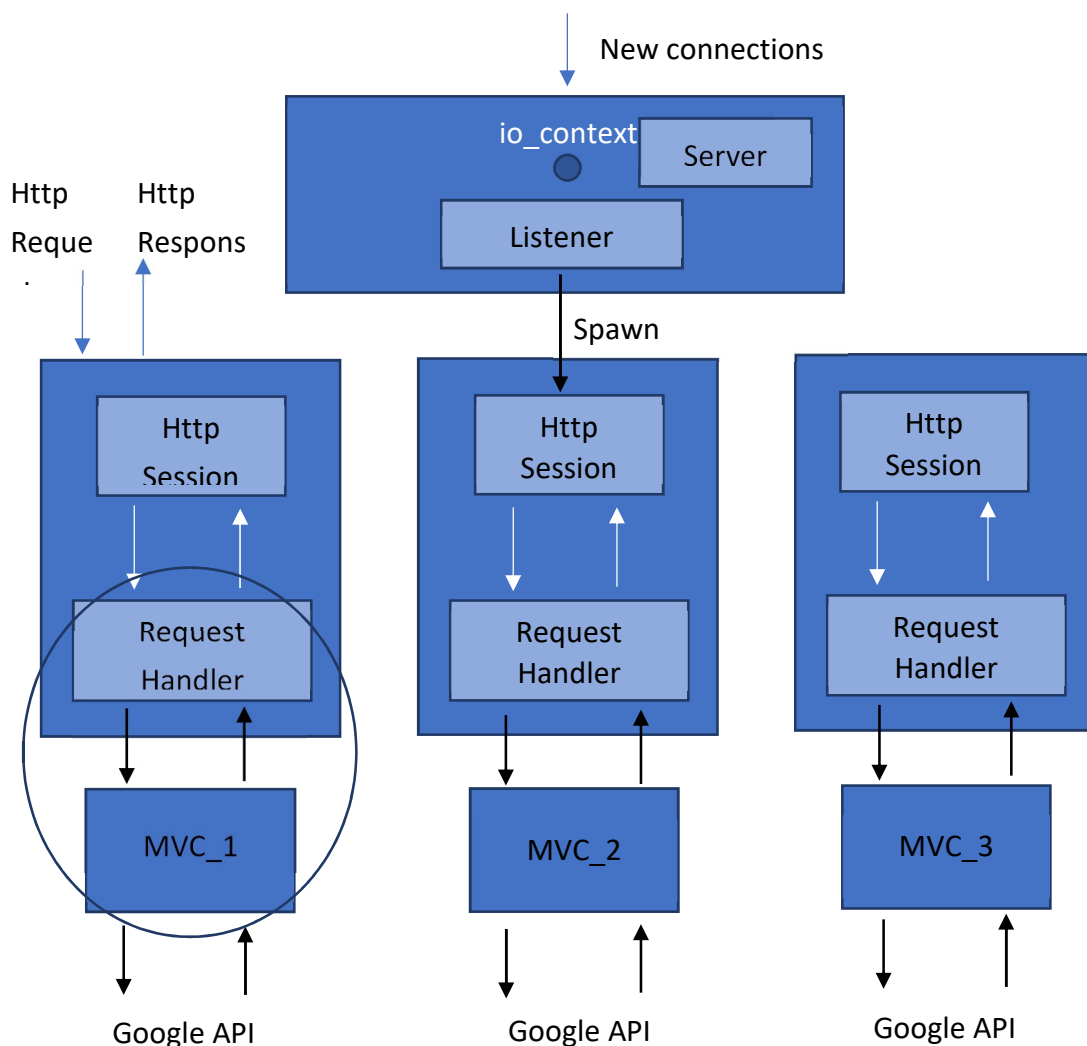 New connections
io_context
Server
Listener
Http
Reque
.
Http
Respons
Spawn
Http
Session
Http
Session
Http
Session
Request
Handler
Request
Handler
Request
Handler
MVC_1
MVC_2
MVC_3
Google API
Google API
Google API